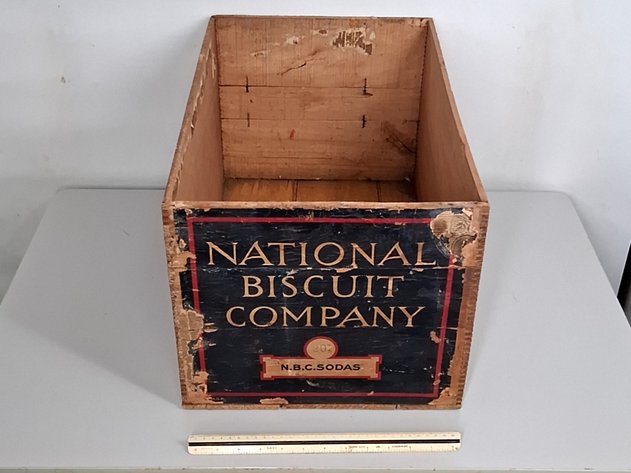 NATIONAL
BISCUIT
COMPANY
N.B.C. SODAS